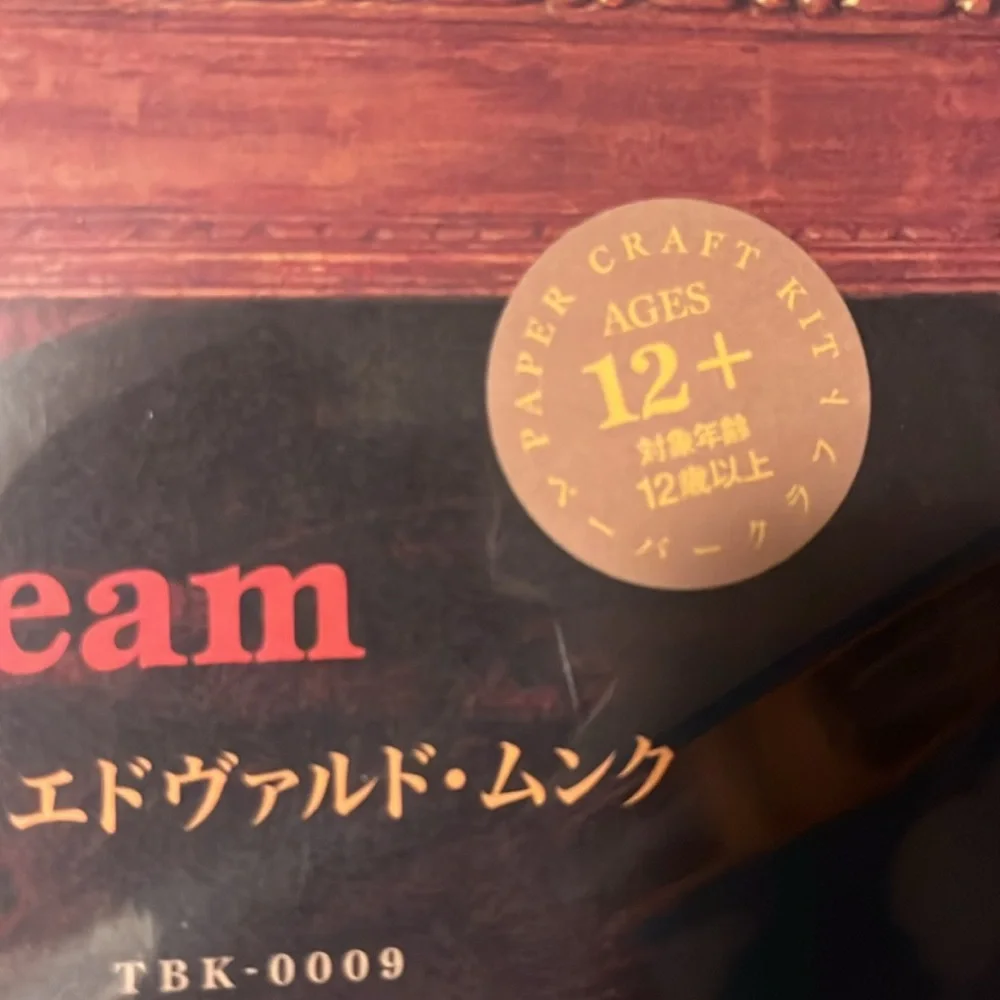 PAPER CRAFT KIT
AGES
12+
対象年齢
12歳以上
ペーパークラフト
eam
エドヴァルド・ムンク
TBK-0009